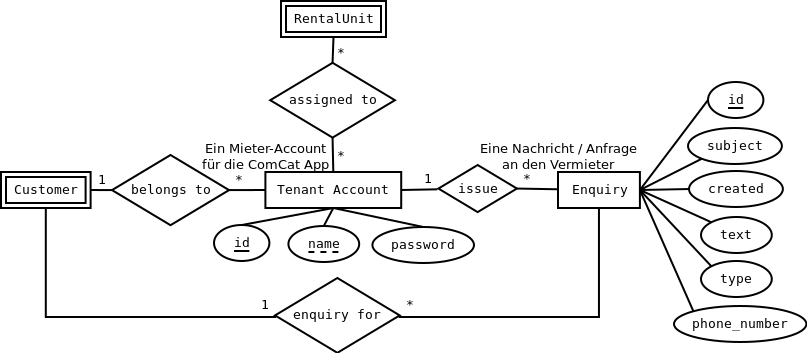 RentalUnit
*
assigned to
*
Ein Mieter-Account
für die ComCat App
Eine Nachricht / Anfrage
an den Vermieter
Customer
1
belongs to
*
Tenant Account
1
issue
*
Enquiry
id
subject
created
text
type
phone_number
id
name
password
1
enquiry for
*